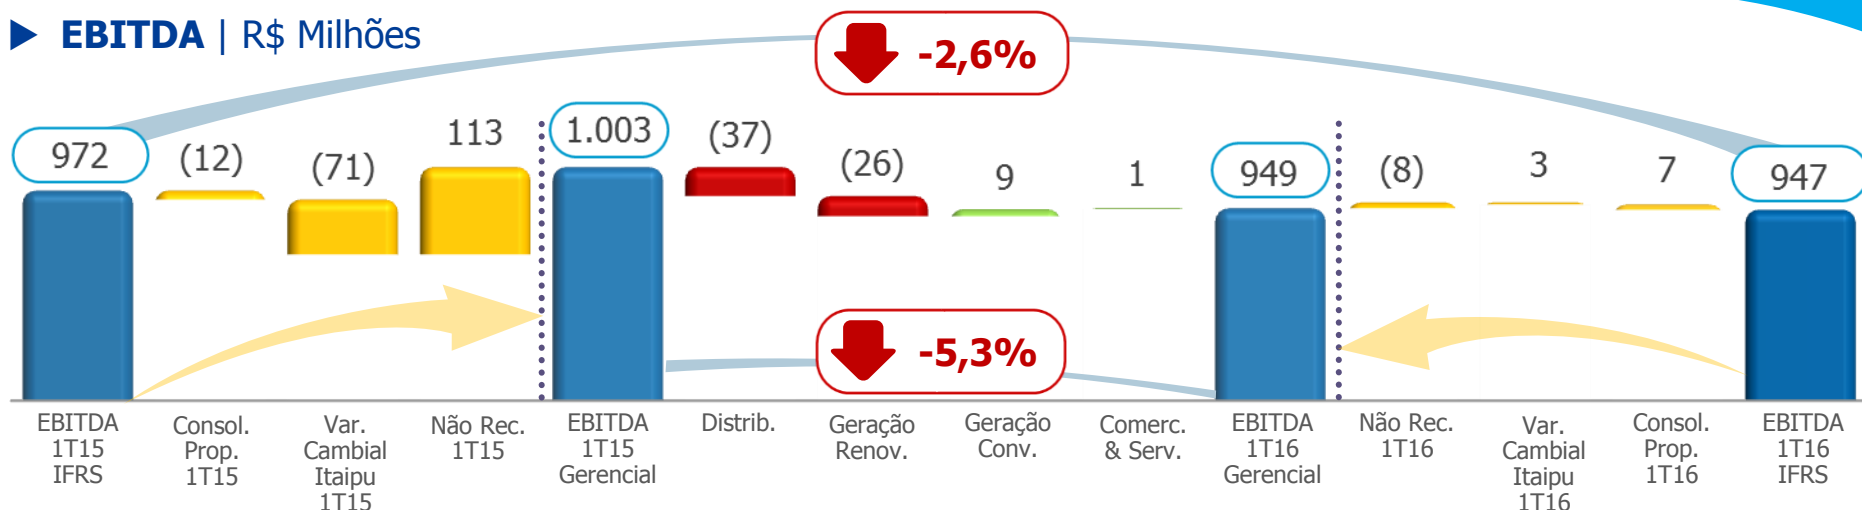 EBITDA | R$ Milhões
-2,6%
972
(12)
(71)
113
1.003
(37)
(26)
9
1
949
(8)
3
7
947
-5,3%
EBITDA
1T15
IFRS
Consol.
Prop.
1T15
Var.
Cambial
Itaipu
1T15
Não Rec.
1T15
EBITDA
1T15
Gerencial
Distrib.
Geração
Renov.
Geração
Conv.
Comerc.
& Serv.
EBITDA
1T16
Gerencial
Não Rec.
1T16
Var.
Cambial
Itaipu
1T16
Consol.
Prop.
1T16
EBITDA
1T16
IFRS